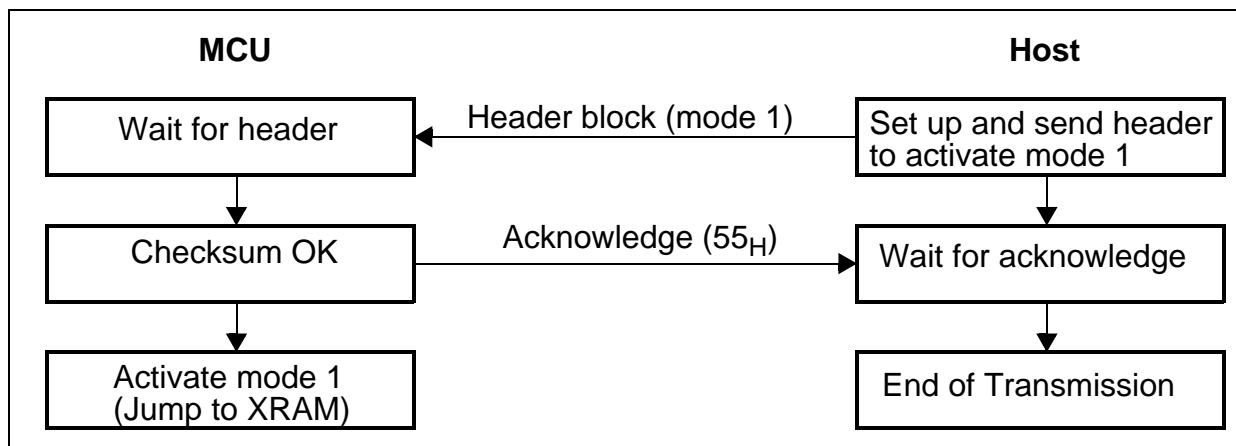 MCU
Host
Wait for header
Header block (mode 1)
Set up and send header
to activate mode 1
Checksum OK
Acknowledge (55H)
Wait for acknowledge
Activate mode 1
(Jump to XRAM)
End of Transmission